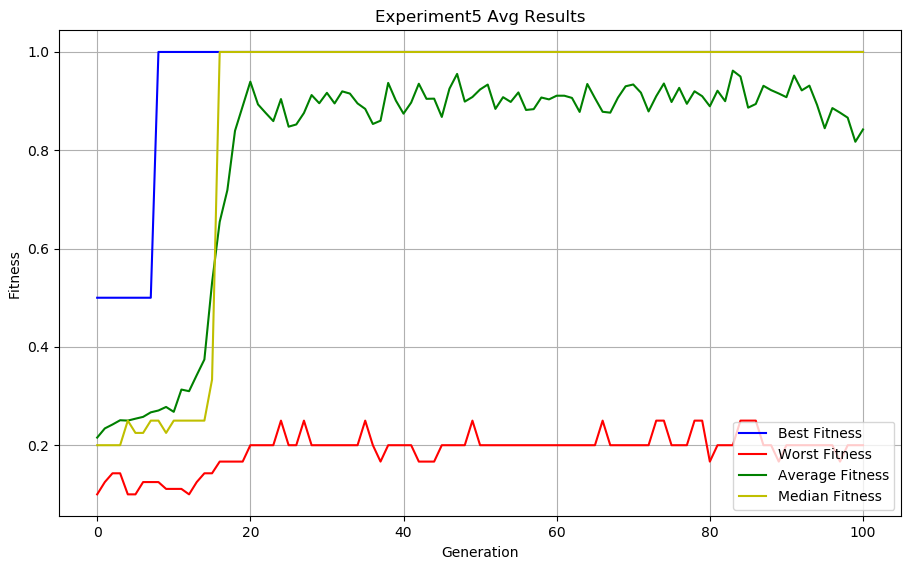 Experiment5 Avg Results
Fitness
1.0
0.8
0.6
0.4
0.2
0
20
40
60
80
100
Generation
Best Fitness
Worst Fitness
Average Fitness
Median Fitness